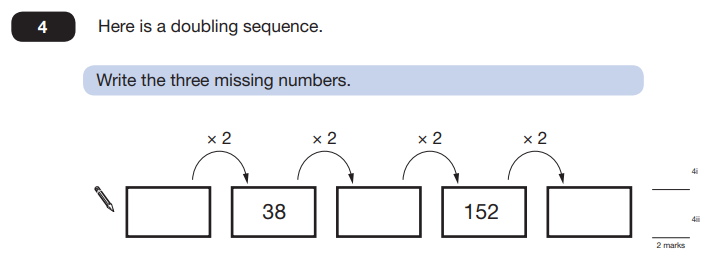 4
Here is a doubling sequence.
Write the three missing numbers.
× 2 × 2 × 2 × 2
38 152
4i
4ii
2 marks